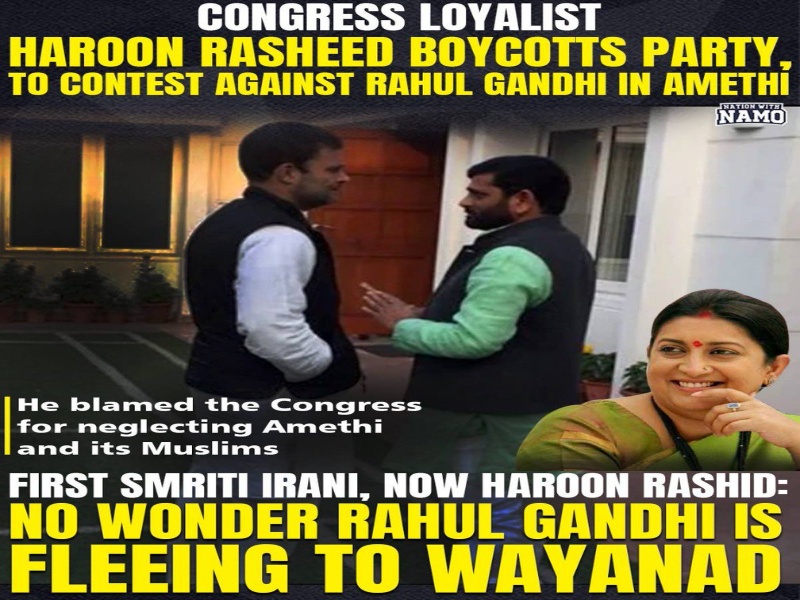 CONGRESS LOYALIST
HAROON RASHEED BOYCOTTS PARTY,
TO CONTEST AGAINST RAHUL GANDHI IN AMETHI
NATION WITH
NAMO
He blamed the Congress
for neglecting Amethi
and its Muslims
FIRST SMRITI IRANI, NOW HAROON RASHID:
NO WONDER RAHUL GANDHI IS
FLEEING TO WAYANAD